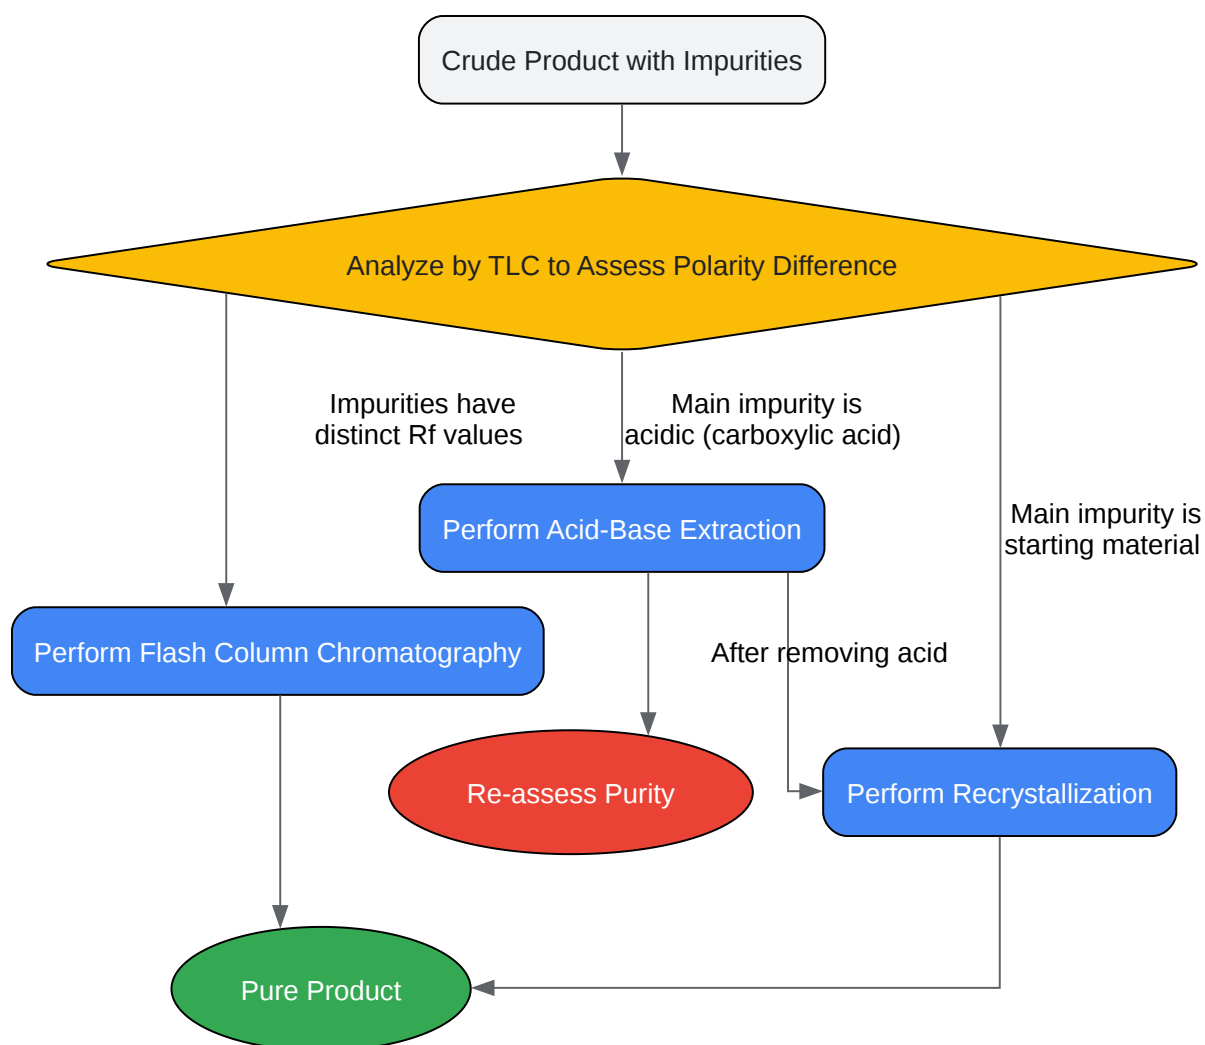 Crude Product with Impurities
Analyze by TLC to Assess Polarity Difference
Impurities have
distinct Rf values
Main impurity is
acidic (carboxylic acid)
Main impurity is
starting material
Perform Acid-Base Extraction
Perform Flash Column Chromatography
After removing acid
Re-assess Purity
Perform Recrystallization
Pure Product